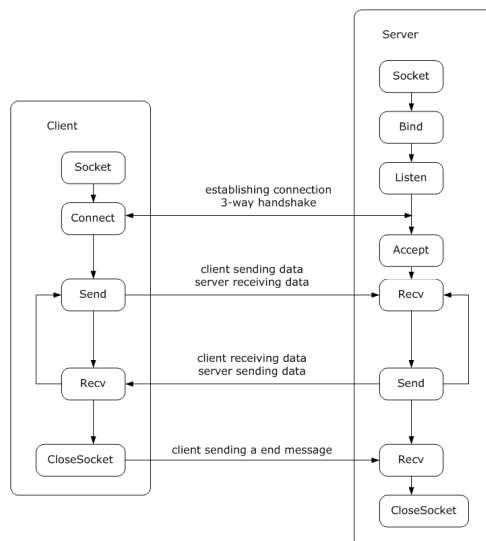 Server
Socket
Bind
Listen
Accept
Recv
Send
Recv
CloseSocket
Client
Socket
Connect
Send
Recv
CloseSocket
establishing connection
3-way handshake
client sending data
server receiving data
client receiving data
server sending data
client sending a end message